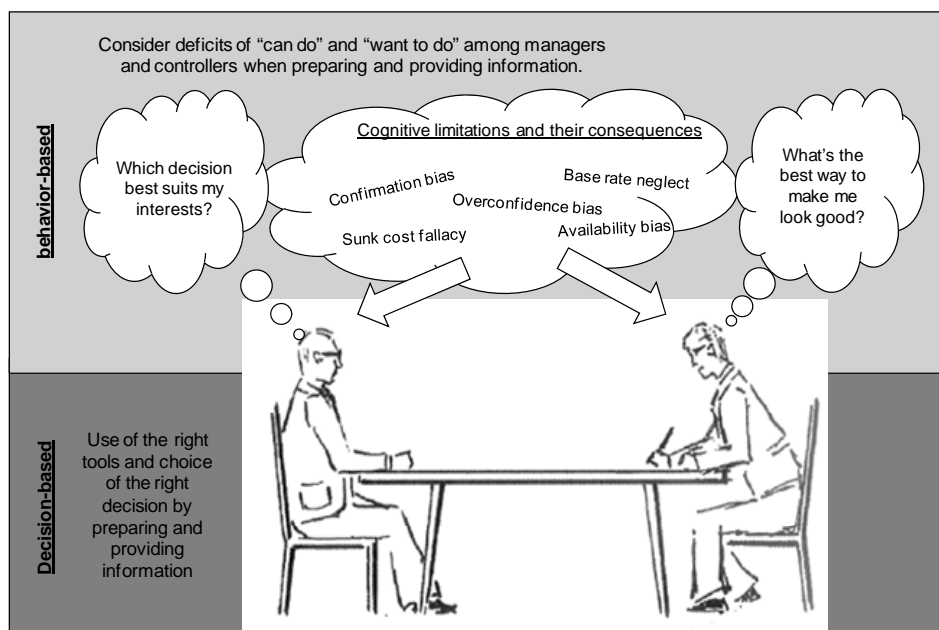 Consider deficits of “can do” and “want to do” among managers
and controllers when preparing and providing information.
behavior-based
Which decision
best suits my
interests?
Cognitive limitations and their consequences
Confirmation bias
Base rate neglect
Overconfidence bias
Sunk cost fallacy
Availability bias
What’s the
best way to
make me
look good?
Decision-based
Use of the right
tools and choice
of the right
decision by
preparing and
providing
information